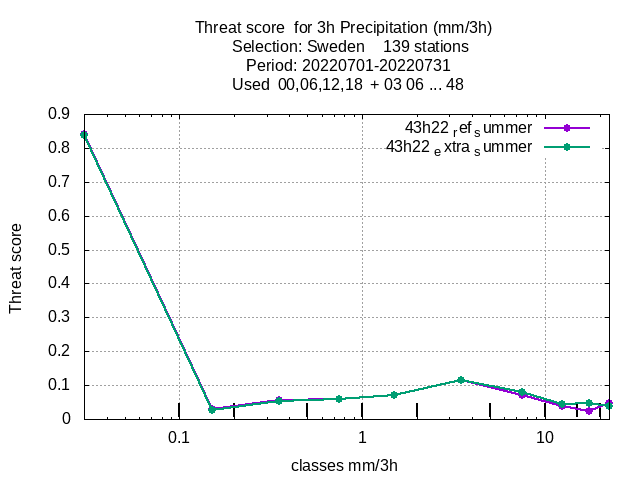 Threat score for 3h Precipitation (mm/3h)
Selection: Sweden 139 stations
Period: 20220701-20220731
Used 00,06,12,18 + 03 06 ... 48
43h22 ref summer
43h22 extra summer
0.9
0.8
0.7
0.6
0.5
0.4
0.3
0.2
0.1
0
Threat score
0.1 1 10
classes mm/3h